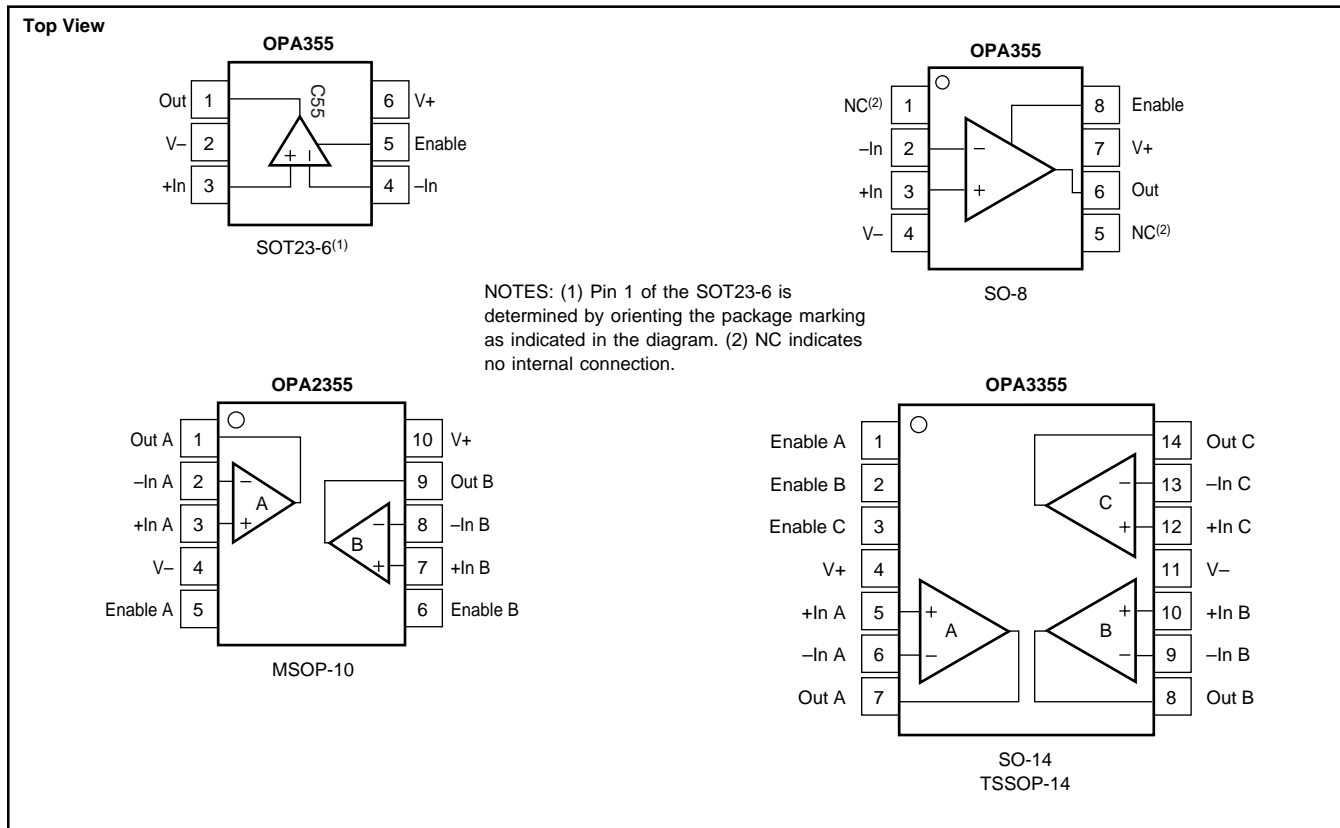 Top View
OPA355
Out 1
V– 2
+In 3
C55
+ –
6 V+
5 Enable
4 –In
SOT23-6(1)
OPA355
NC(2) 1
–In 2
+In 3
V– 4
–
+
8 Enable
7 V+
6 Out
5 NC(2)
SO-8
NOTES: (1) Pin 1 of the SOT23-6 is
determined by orienting the package marking
as indicated in the diagram. (2) NC indicates
no internal connection.
OPA2355
Out A 1
–In A 2
+In A 3
V– 4
Enable A 5
–
A
+
–
B
+
10 V+
9 Out B
8 –In B
7 +In B
6 Enable B
MSOP-10
OPA3355
Enable A 1
Enable B 2
Enable C 3
V+ 4
+In A 5
–In A 6
Out A 7
+
A
–
–
C
+
+
B
–
14 Out C
13 –In C
12 +In C
11 V–
10 +In B
9 –In B
8 Out B
SO-14
TSSOP-14